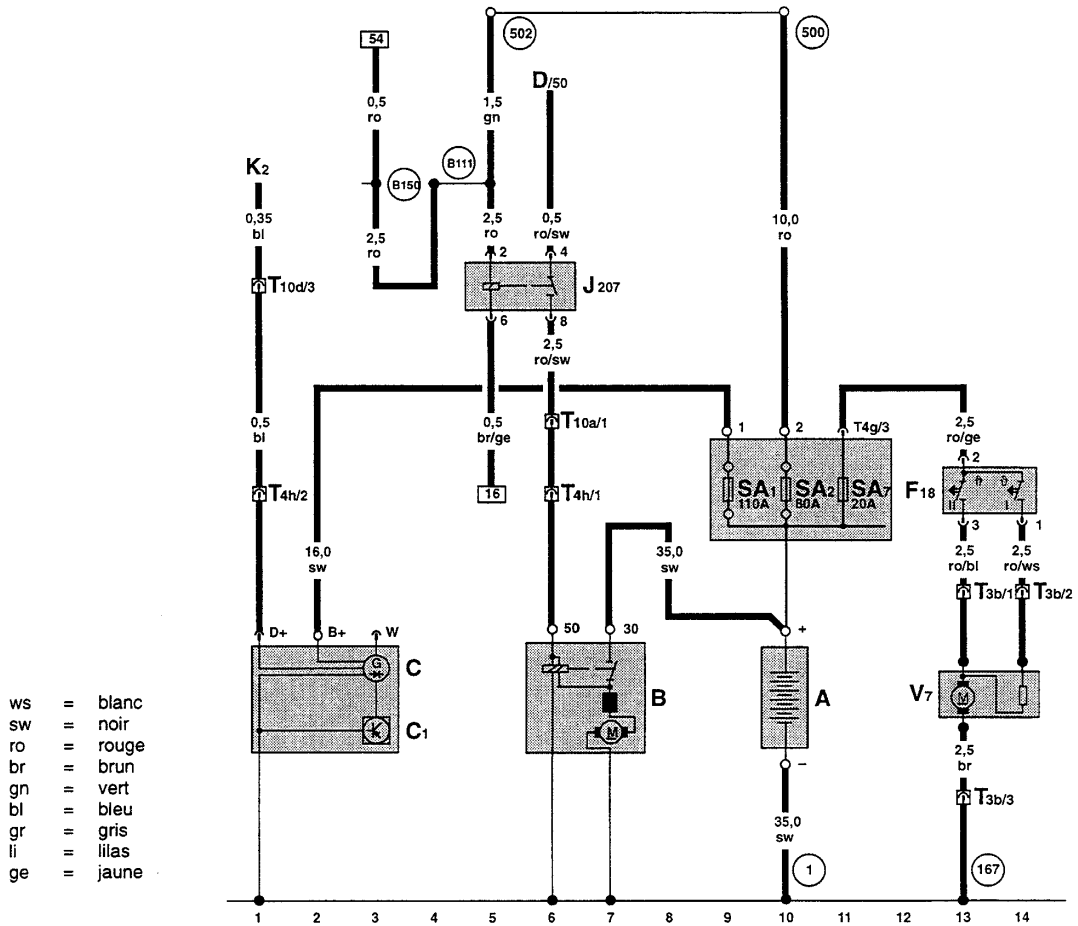 502
500
54
D/50
0,5
ro
1,5
gn
K2
B150
B111
0,35
bl
2,5
ro
2,5
ro
0,5
ro/sw
10,0
ro
2
4
J 207
T10d/3
6
8
2,5
ro/sw
0,5
bl
0,5
br/ge
T10a/1
1
2
T4g/3
2,5
ro/ge
2
T4h/2
16
T4h/1
SA1
110A
SA2
80A
SA7
20A
F18
II
I
3
1
16,0
sw
35,0
sw
2,5
ro/bl
2,5
ro/ws
T3b/1
T3b/2
D+
B+
W
50
30
+
G
C
C1
M
B
A
V7
M
–
2,5
br
T3b/3
35,0
sw
1
167
ws = blanc
sw = noir
ro = rouge
br = brun
gn = vert
bl = bleu
gr = gris
li = lilas
ge = jaune
1 2 3 4 5 6 7 8 9 10 11 12 13 14